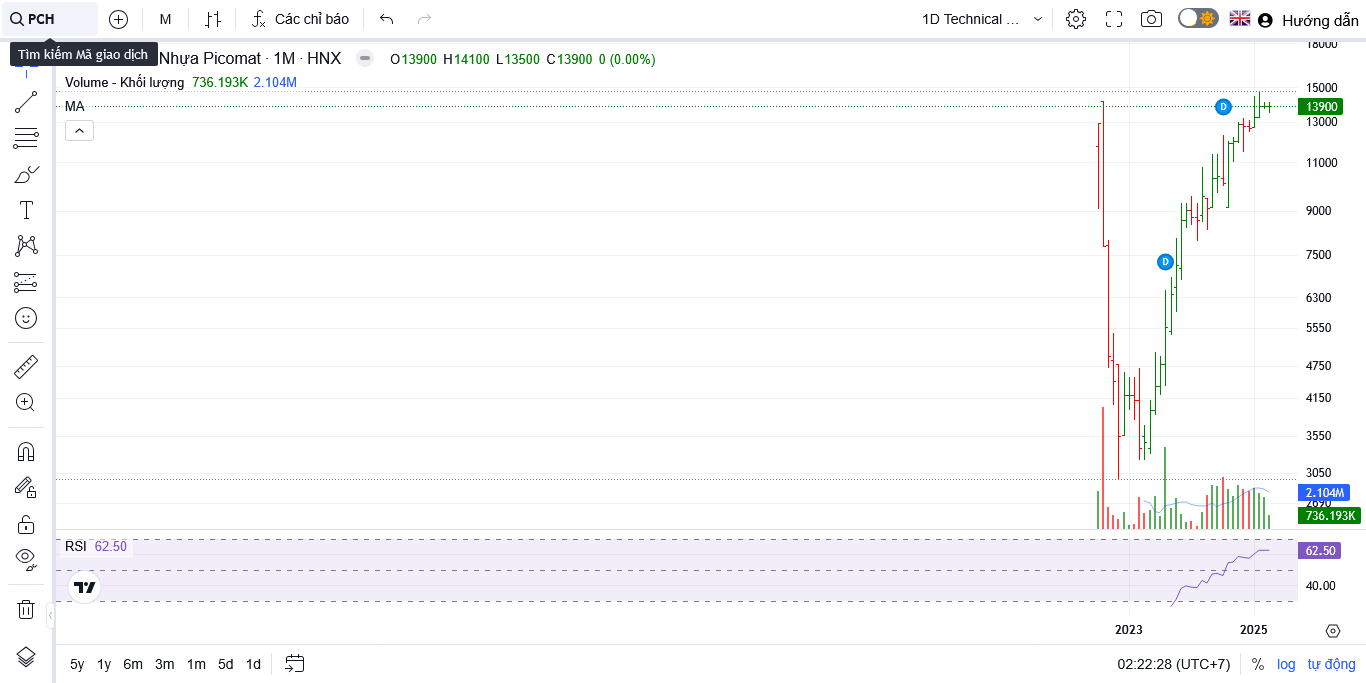 PCH
M
Các chỉ báo
1D Technical ...
Hướng dẫn
Tìm kiếm Mã giao dịch
Nhựa Picomat · 1M · HNX
O13900 H14100 L13500 C13900 0 (0.00%)
Volume - Khối lượng 736.193K 2.104M
MA
D
D
18000
15000
13900
13000
11000
9000
7500
6300
5550
4750
4150
3550
3050
2.104M
2690
736.193K
RSI 62.50
62.50
40.00
2023
2025
5y 1y 6m 3m 1m 5d 1d
02:22:28 (UTC+7)
% log tự động